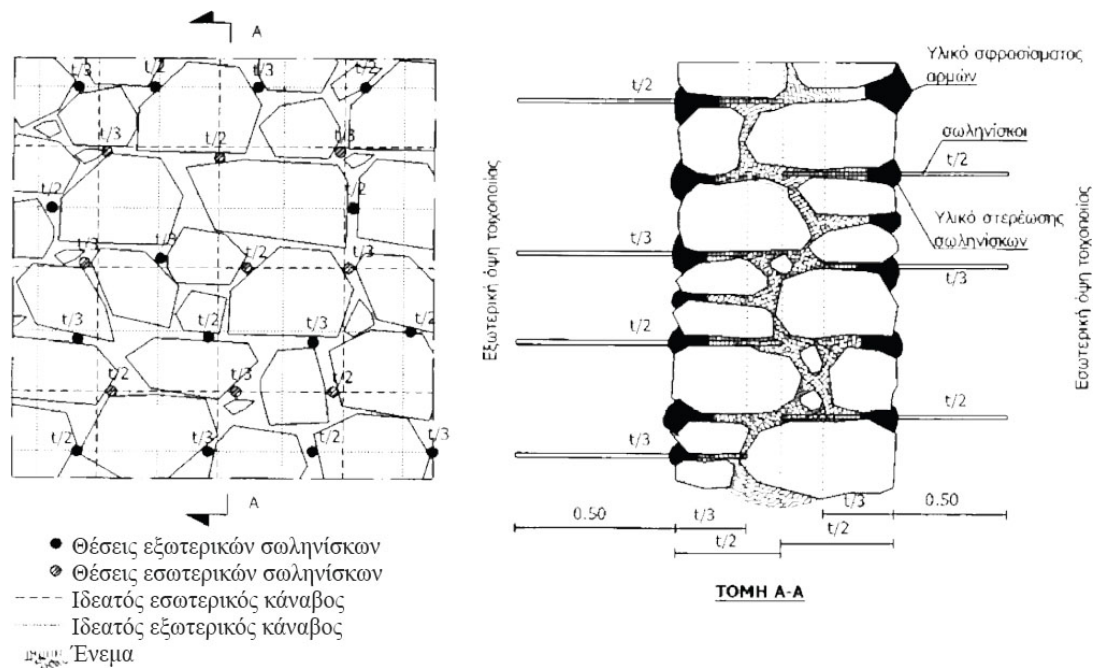 A
t/3 t/2 t/3 t/2
t/3 t/2 t/3
t/2 t/2
t/3 t/3 t/2 t/3
t/3 t/2 t/3 t/2
t/2 t/3 t/2
t/2 t/3 t/2 t/3
A
● Θέσεις εξωτερικών σωληνίσκων
Θέσεις εσωτερικών σωληνίσκων
Ιδεατός εσωτερικός κάναβος
Ιδεατός εξωτερικός κάναβος
Ένεμα
Εξωτερική όψη τοιχοποιίας
t/2
t/3
t/2
t/3
Υλικό σφροσίσματος
αρμών
σωληνίσκοι
t/2
Υλικό στερέωσης
σωληνίσκων
t/3
t/2
Εσωτερική όψη τοιχοποιίας
0.50 t/3 t/3 0.50
t/2 t/2
ΤΟΜΗ Α-Α